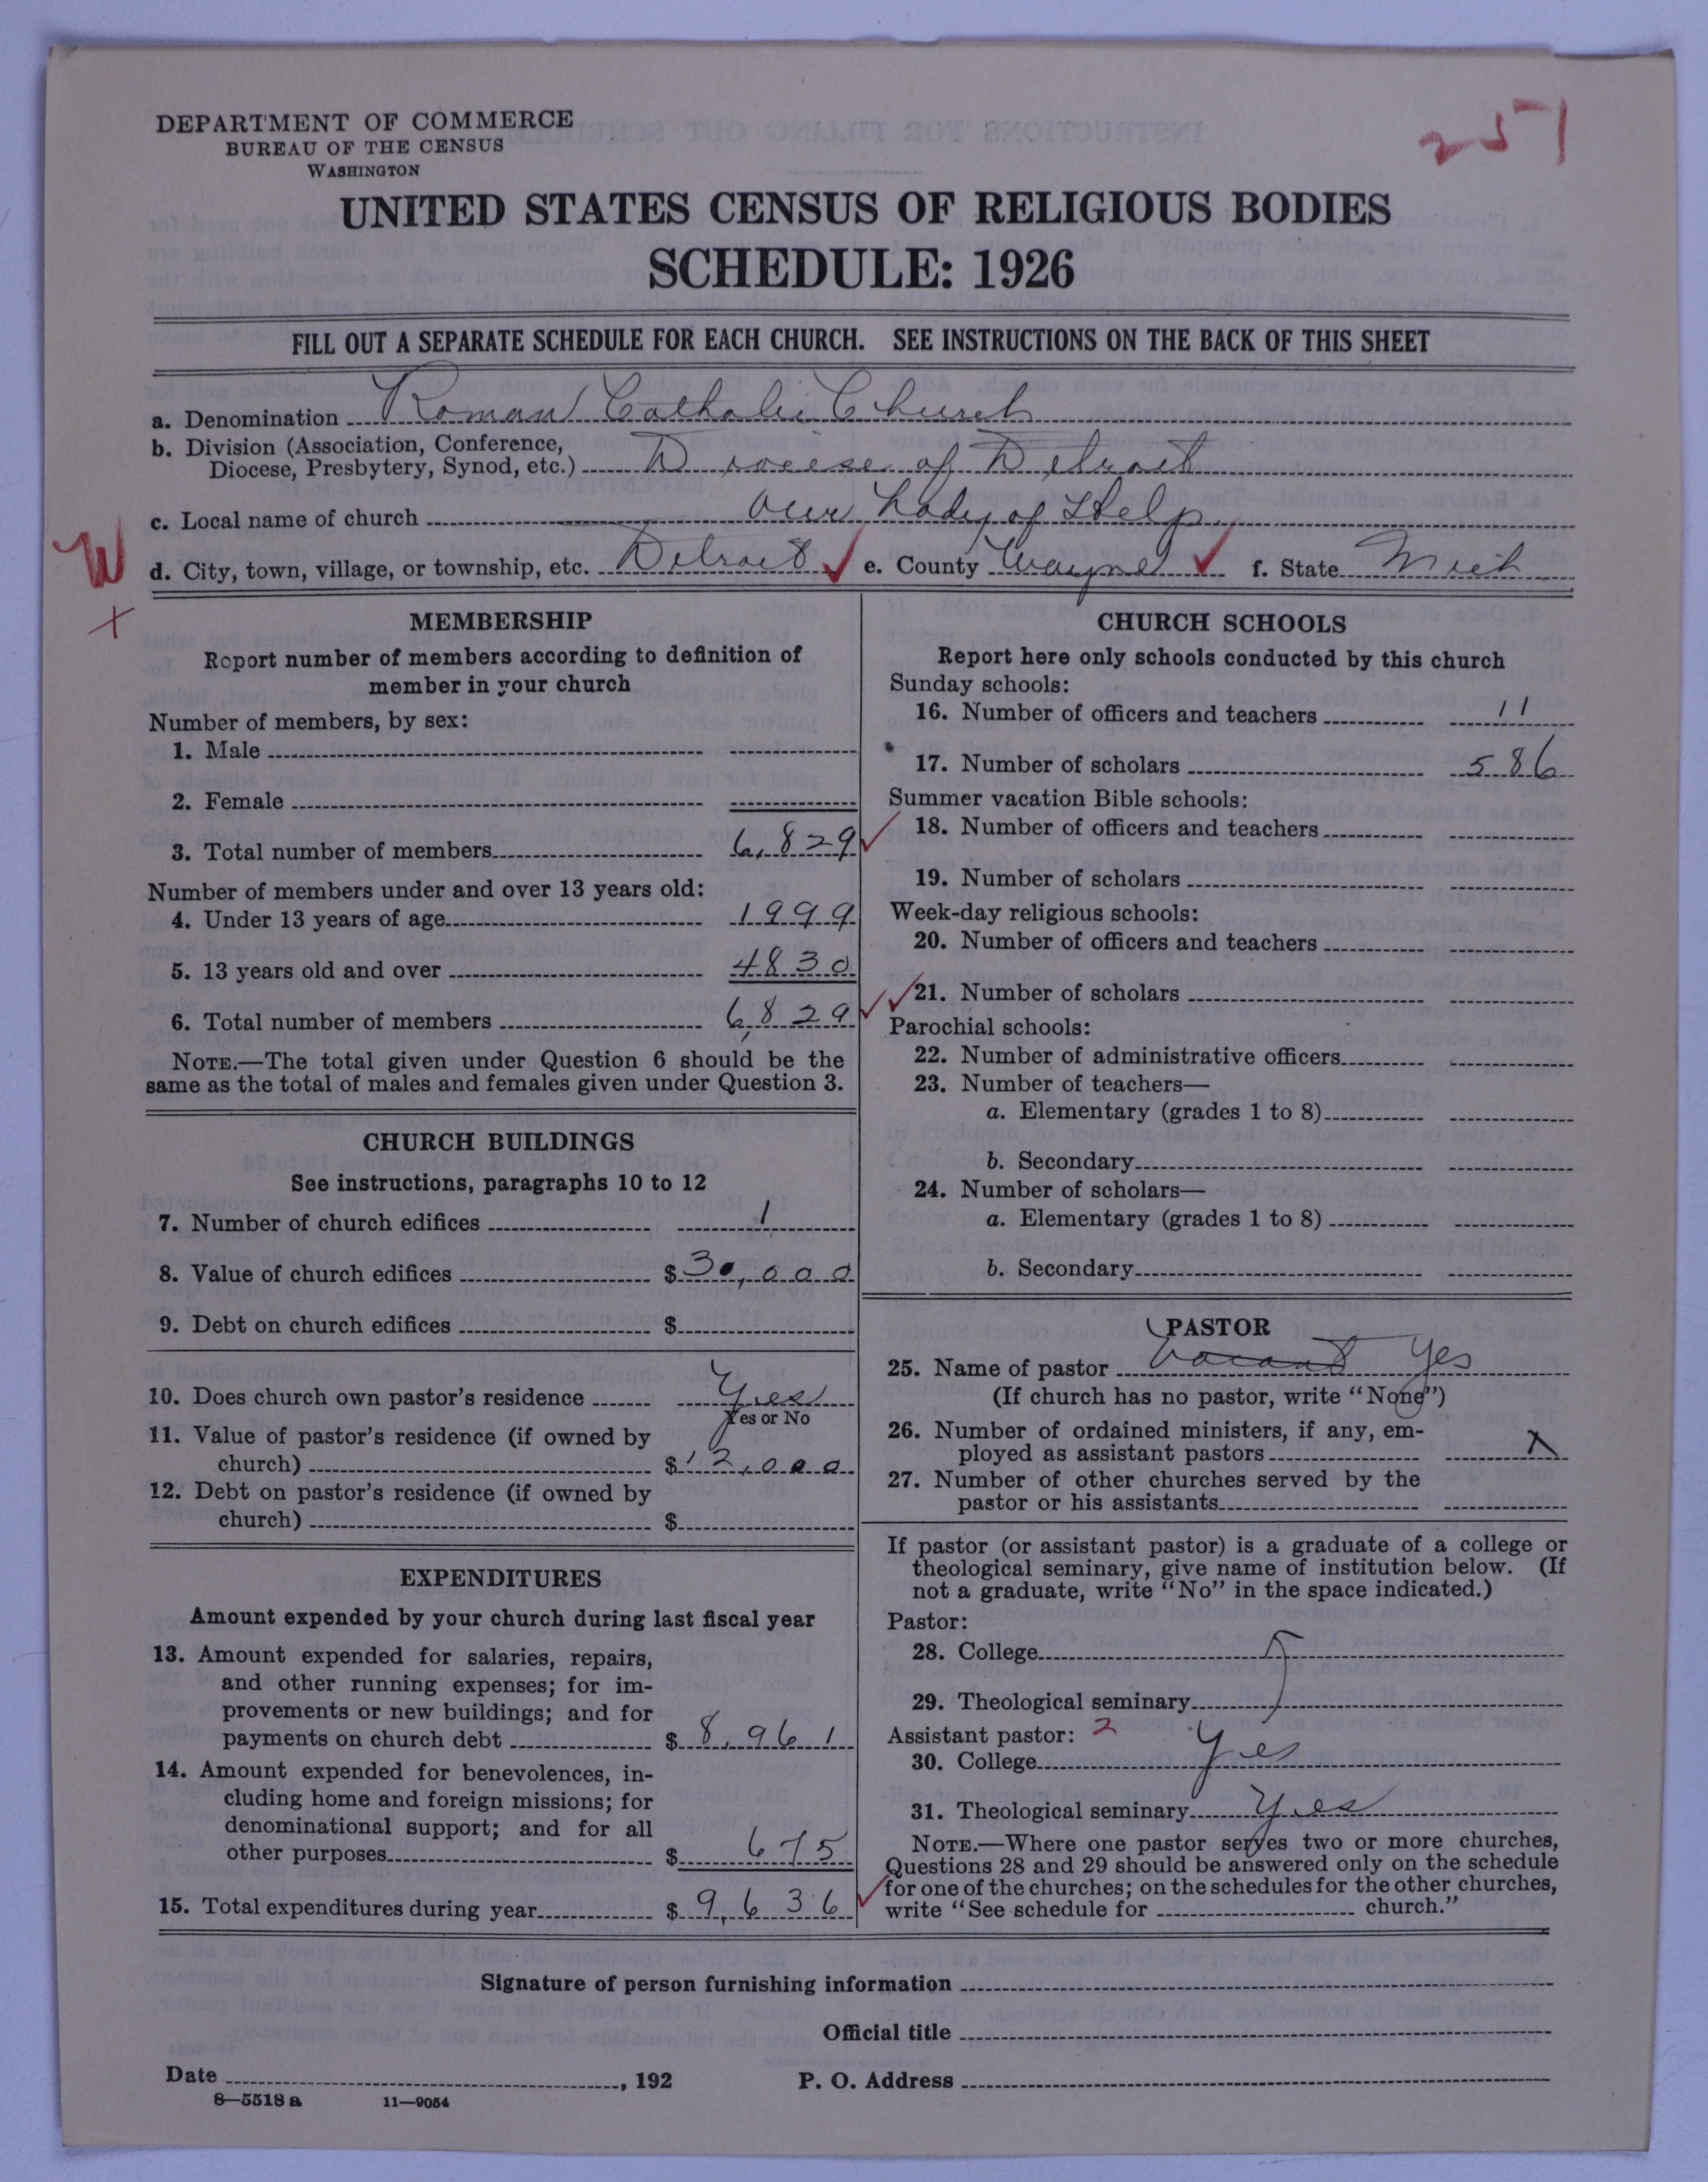 251
DEPARTMENT OF COMMERCE
BUREAU OF THE CENSUS
WASHINGTON
UNITED STATES CENSUS OF RELIGIOUS BODIES
SCHEDULE: 1926
FILL OUT A SEPARATE SCHEDULE FOR EACH CHURCH. SEE INSTRUCTIONS ON THE BACK OF THIS SHEET
a. Denomination Roman Catholic Church
b. Division (Association, Conference,
Diocese, Presbytery, Synod, etc.) Diocese of Detroit
c. Local name of church Our Lady of Help
W d. City, town, village, or township, etc. Detroit ✓ e. County Wayne ✓ f. State Mich
x
MEMBERSHIP
Report number of members according to definition of
member in your church
Number of members, by sex:
1. Male
2. Female
3. Total number of members 6,829 ✓
Number of members under and over 13 years old:
4. Under 13 years of age 1999
5. 13 years old and over 4830
6. Total number of members 6,829 ✓
NOTE.—The total given under Question 6 should be the
same as the total of males and females given under Question 3.
CHURCH BUILDINGS
See instructions, paragraphs 10 to 12
7. Number of church edifices 1
8. Value of church edifices $30,000
9. Debt on church edifices $
10. Does church own pastor's residence Yes
Yes or No
11. Value of pastor's residence (if owned by
church) $12,000
12. Debt on pastor's residence (if owned by
church) $
EXPENDITURES
Amount expended by your church during last fiscal year
13. Amount expended for salaries, repairs,
and other running expenses; for im-
provements or new buildings; and for
payments on church debt $8,961
14. Amount expended for benevolences, in-
cluding home and foreign missions; for
denominational support; and for all
other purposes $675
15. Total expenditures during year $9,636 ✓
CHURCH SCHOOLS
Report here only schools conducted by this church
Sunday schools:
16. Number of officers and teachers 11
17. Number of scholars 586
Summer vacation Bible schools:
18. Number of officers and teachers
19. Number of scholars
Week-day religious schools:
20. Number of officers and teachers
✓ 21. Number of scholars
Parochial schools:
22. Number of administrative officers
23. Number of teachers—
a. Elementary (grades 1 to 8)
b. Secondary
24. Number of scholars—
a. Elementary (grades 1 to 8)
b. Secondary
PASTOR
25. Name of pastor Vacant Yes
(If church has no pastor, write "None")
26. Number of ordained ministers, if any, em-
ployed as assistant pastors
27. Number of other churches served by the
pastor or his assistants
If pastor (or assistant pastor) is a graduate of a college or
theological seminary, give name of institution below. (If
not a graduate, write "No" in the space indicated.)
Pastor:
28. College
29. Theological seminary
Assistant pastor: 2
30. College Yes
31. Theological seminary Yes
NOTE.—Where one pastor serves two or more churches,
Questions 28 and 29 should be answered only on the schedule
for one of the churches; on the schedules for the other churches,
write "See schedule for church."
Signature of person furnishing information
Official title
Date , 192 P. O. Address
8—5518 a 11—9054